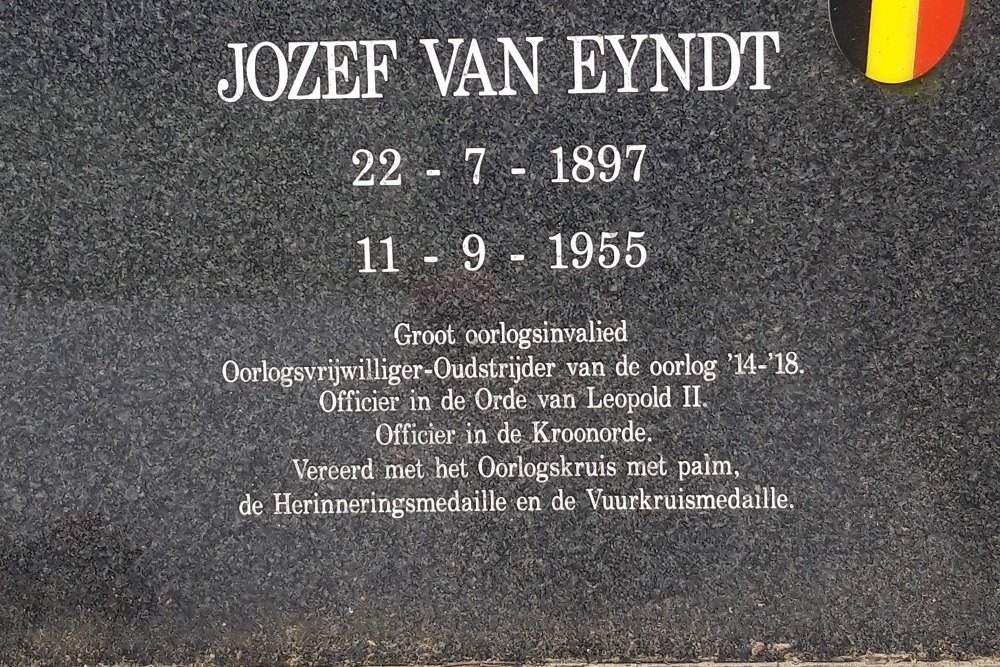 JOZEF VAN EYNDT
22 - 7 - 1897
11 - 9 - 1955
Groot oorlogsinvalied
Oorlogsvrijwilliger-Oudstrijder van de oorlog '14-'18.
Officier in de Orde van Leopold II.
Officier in de Kroonorde.
Vereerd met het Oorlogskruis met palm,
de Herinneringsmedaille en de Vuurkruismedaille.